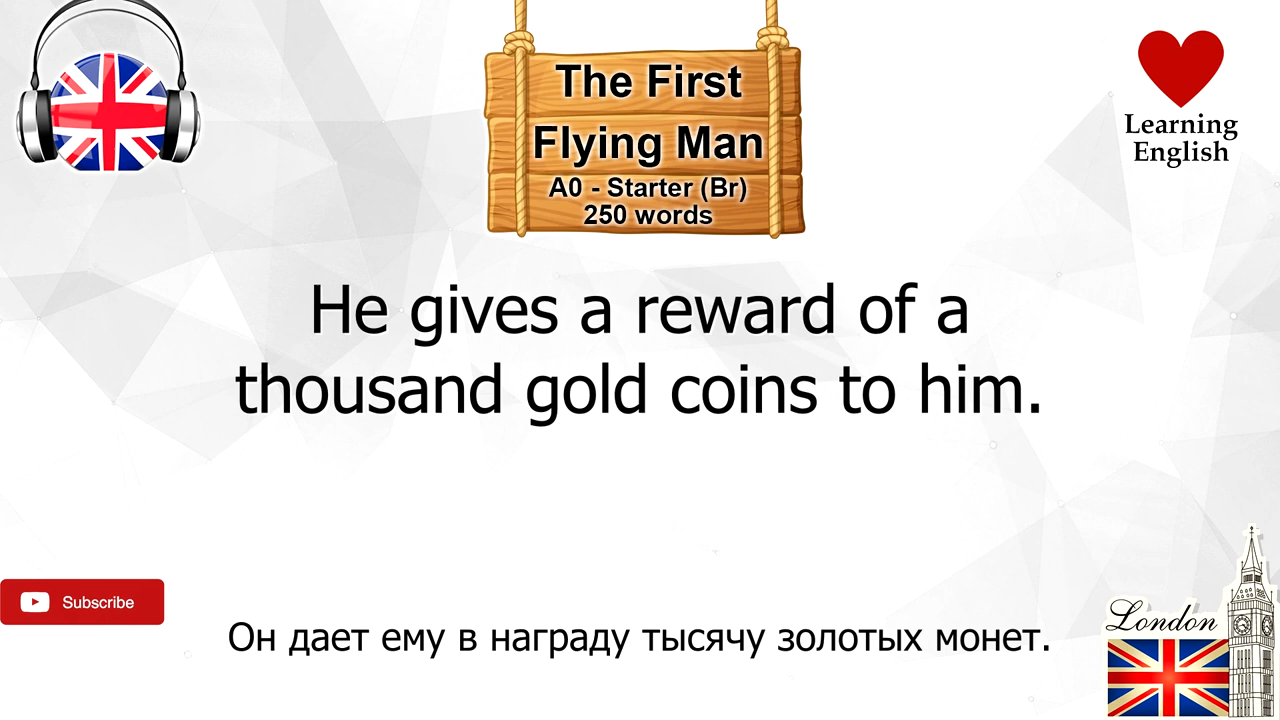 The First
Flying Man
A0 - Starter (Br)
250 words
Learning
English
He gives a reward of a
thousand gold coins to him.
Subscribe
Он дает ему в награду тысячу золотых монет.
London